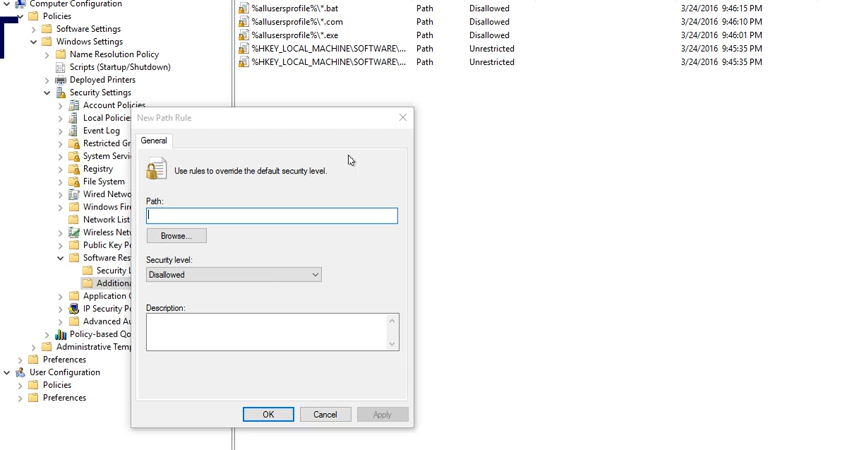 Computer Configuration
Policies
Software Settings
Windows Settings
Name Resolution Policy
Scripts (Startup/Shutdown)
Deployed Printers
Security Settings
Account Policies
Local Policies
Event Log
Restricted Gr
System Servi
Registry
File System
Wired Netwo
Windows Fire
Network List
Wireless Netw
Public Key Po
Software Res
Security L
Additiona
Application C
IP Security Po
Advanced Au
Policy-based Qo
Administrative Temp
Preferences
User Configuration
Policies
Preferences
%allusersprofile%\*.bat Path Disallowed 3/24/2016 9:46:15 PM
%allusersprofile%\*.com Path Disallowed 3/24/2016 9:46:10 PM
%allusersprofile%\*.exe Path Disallowed 3/24/2016 9:46:01 PM
%HKEY_LOCAL_MACHINE\SOFTWARE\... Path Unrestricted 3/24/2016 9:45:35 PM
%HKEY_LOCAL_MACHINE\SOFTWARE\... Path Unrestricted 3/24/2016 9:45:35 PM
New Path Rule
General
Use rules to override the default security level.
Path:
Browse...
Security level:
Disallowed
Description:
OK Cancel Apply